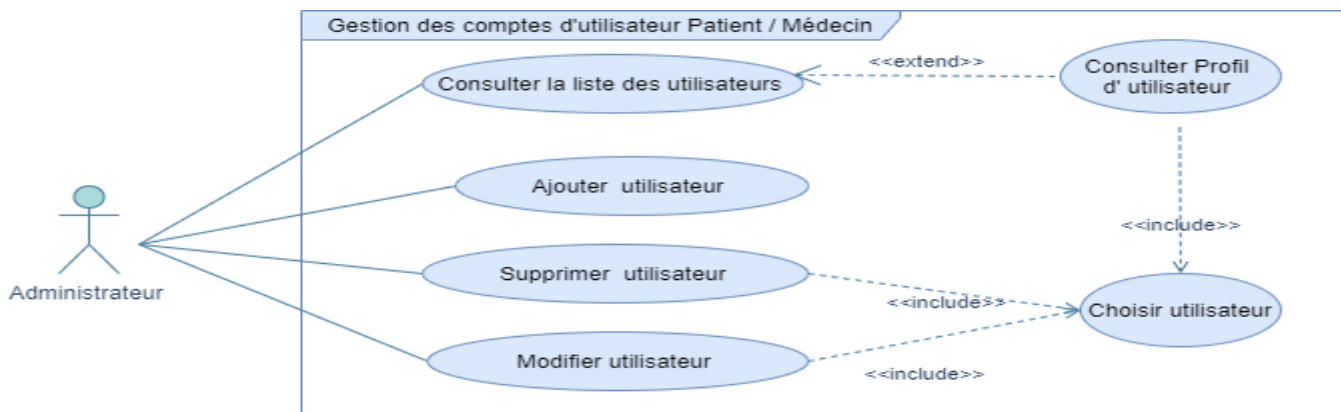 Gestion des comptes d'utilisateur Patient / Médecin
Consulter la liste des utilisateurs
<<extend>>
Consulter Profil
d' utilisateur
Ajouter utilisateur
<<include>>
Administrateur
Supprimer utilisateur
<<include>>
Choisir utilisateur
Modifier utilisateur
<<include>>